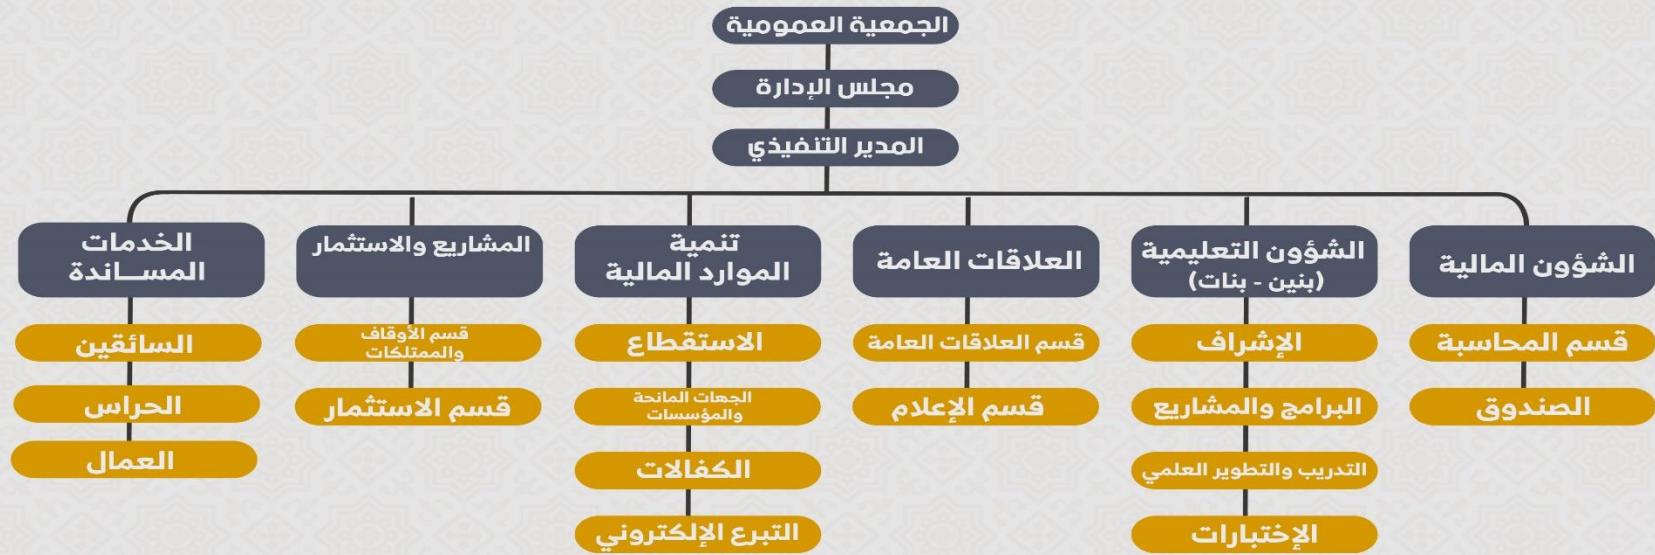 الجمعية العمومية
مجلس الإدارة
المدير التنفيذي
الشؤون المالية
قسم المحاسبة
الصندوق
الشؤون التعليمية
(بنين - بنات)
الإشراف
البرامج والمشاريع
التدريب والتطوير العلمي
الإختبارات
العلاقات العامة
قسم العلاقات العامة
قسم الإعلام
تنمية
الموارد المالية
الاستقطاع
الجهات المانحة
والمؤسسات
الكفالات
التبرع الإلكتروني
المشاريع والاستثمار
قسم الأوقاف
والممتلكات
قسم الاستثمار
الخدمات
المســاندة
السائقين
الحراس
العمال